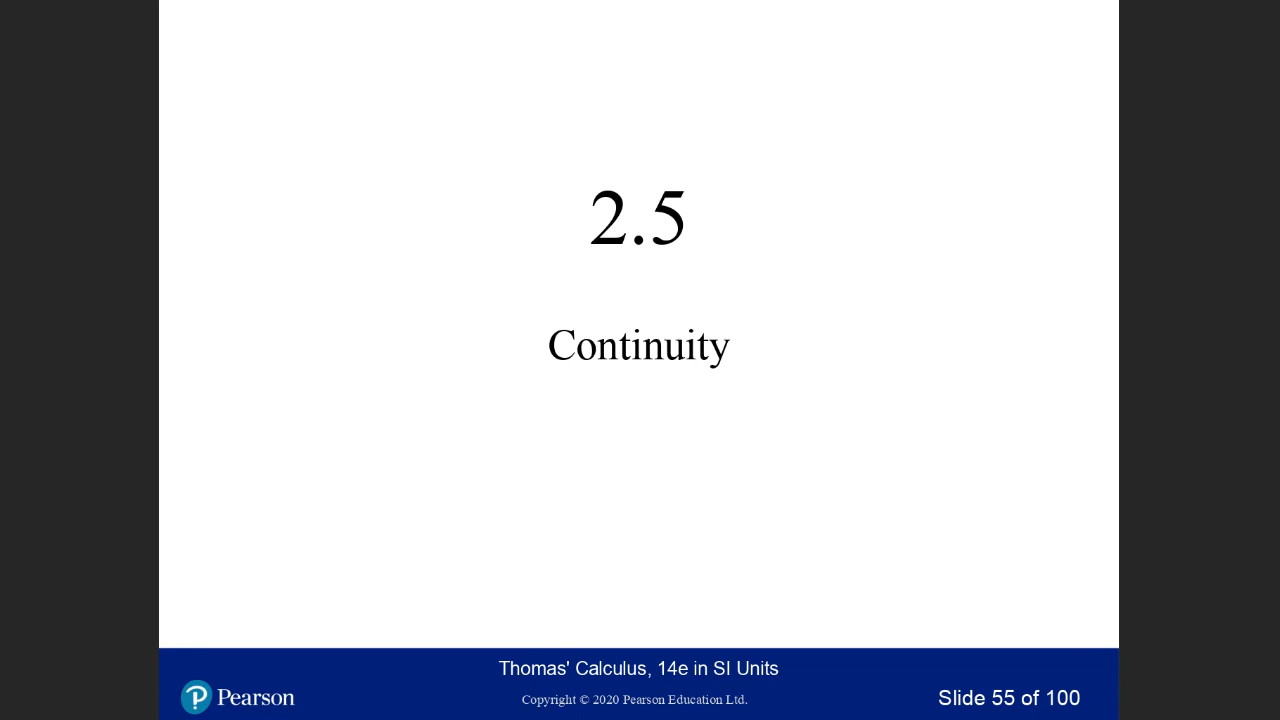 2.5
Continuity
Thomas' Calculus, 14e in SI Units
Pearson
Copyright © 2020 Pearson Education Ltd.
Slide 55 of 100